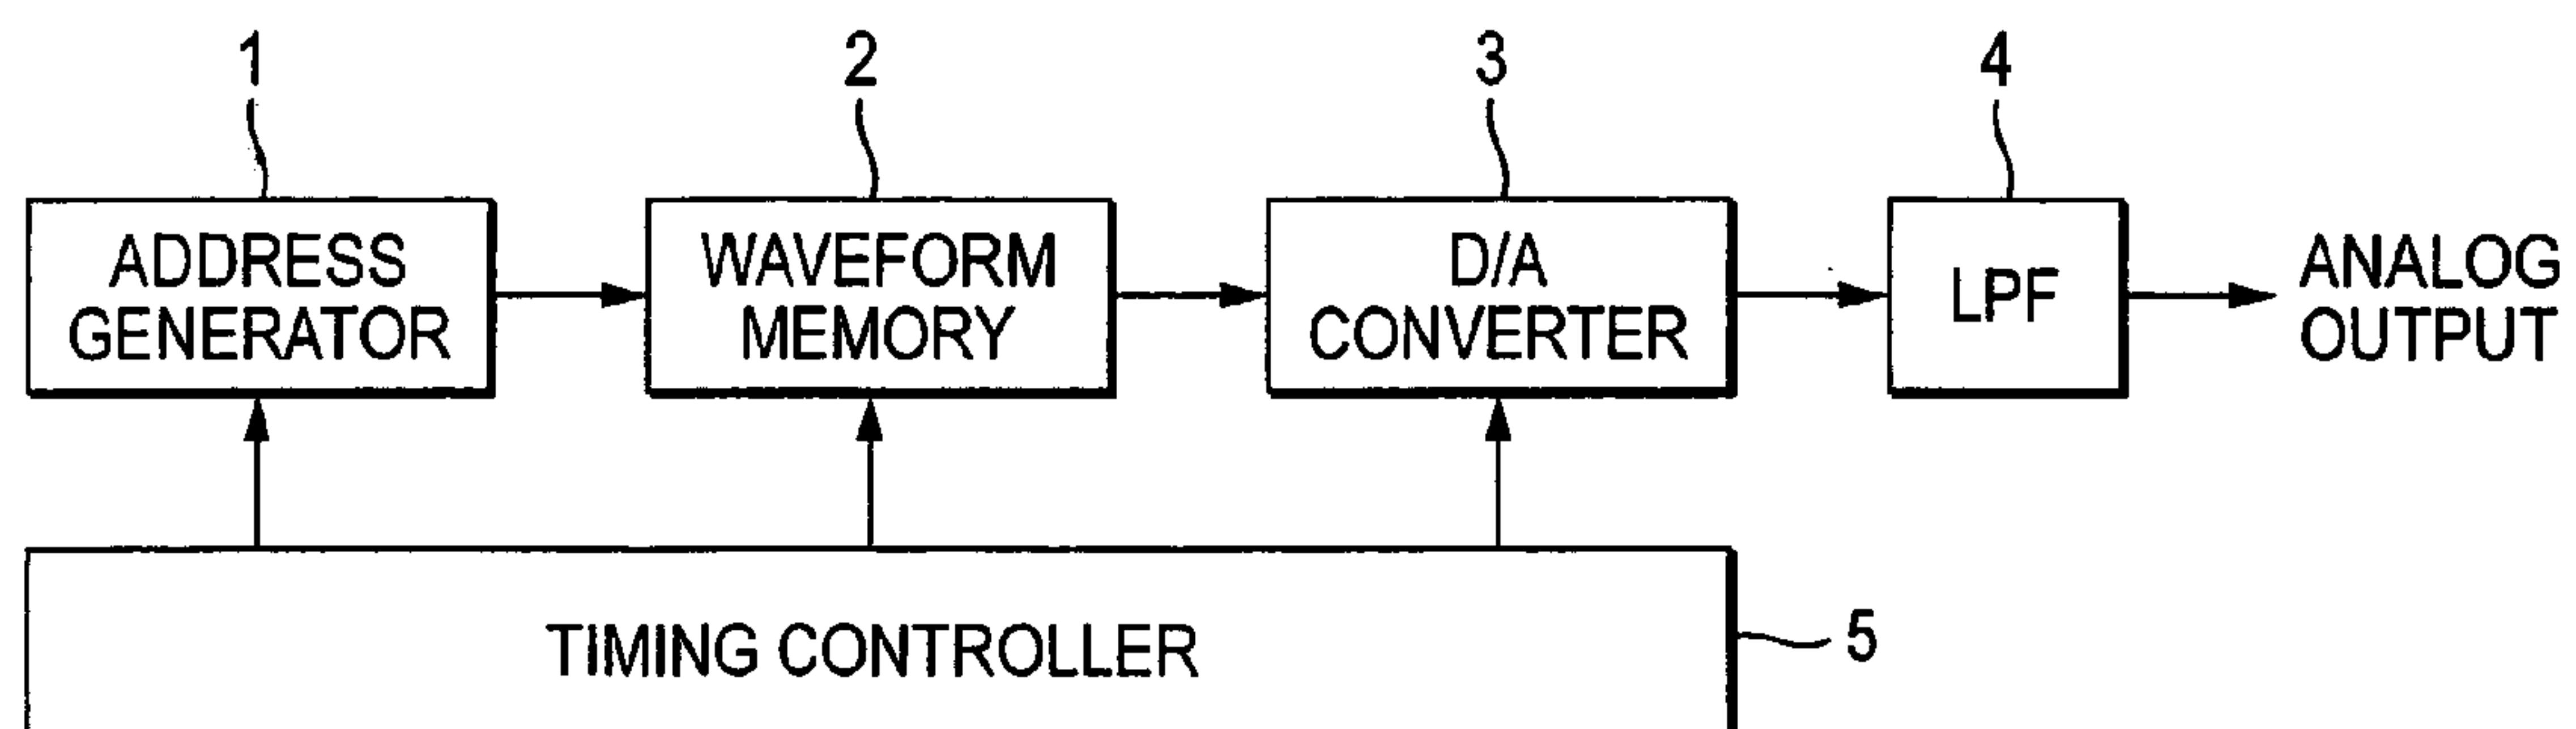 1
2
3
4
ADDRESS
GENERATOR
WAVEFORM
MEMORY
D/A
CONVERTER
LPF
ANALOG
OUTPUT
TIMING CONTROLLER
5